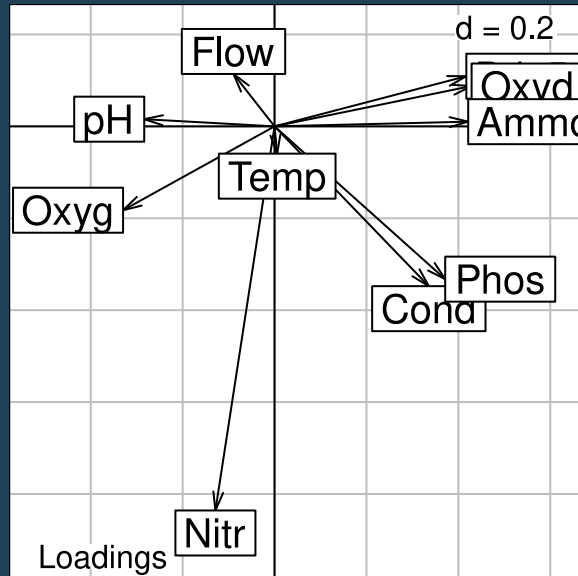 d = 0.2
Flow
Oxyd
pH
Ammo
Temp
Oxyg
Phos
Cond
Nitr
Loadings